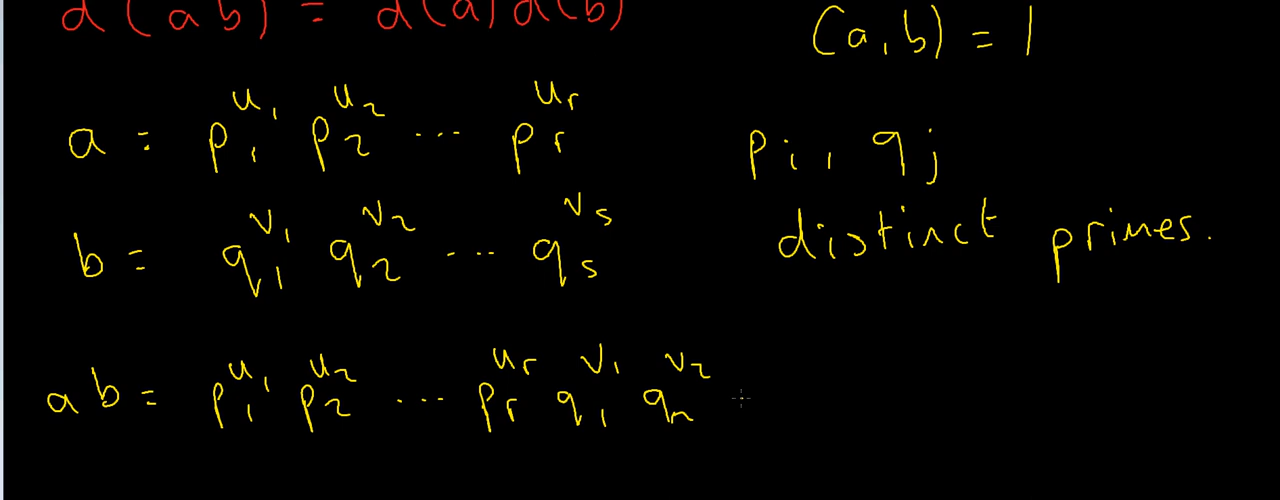 d(ab) = d(a)d(b)
(a,b) = 1
a = p₁^u₁ p₂^u₂ ... pᵣ^uᵣ
pi, qj
b = q₁^v₁ q₂^v₂ ... qₛ^vₛ
distinct primes.
ab = p₁^u₁ p₂^u₂ ... pᵣ^uᵣ q₁^v₁ qₙ^v₂